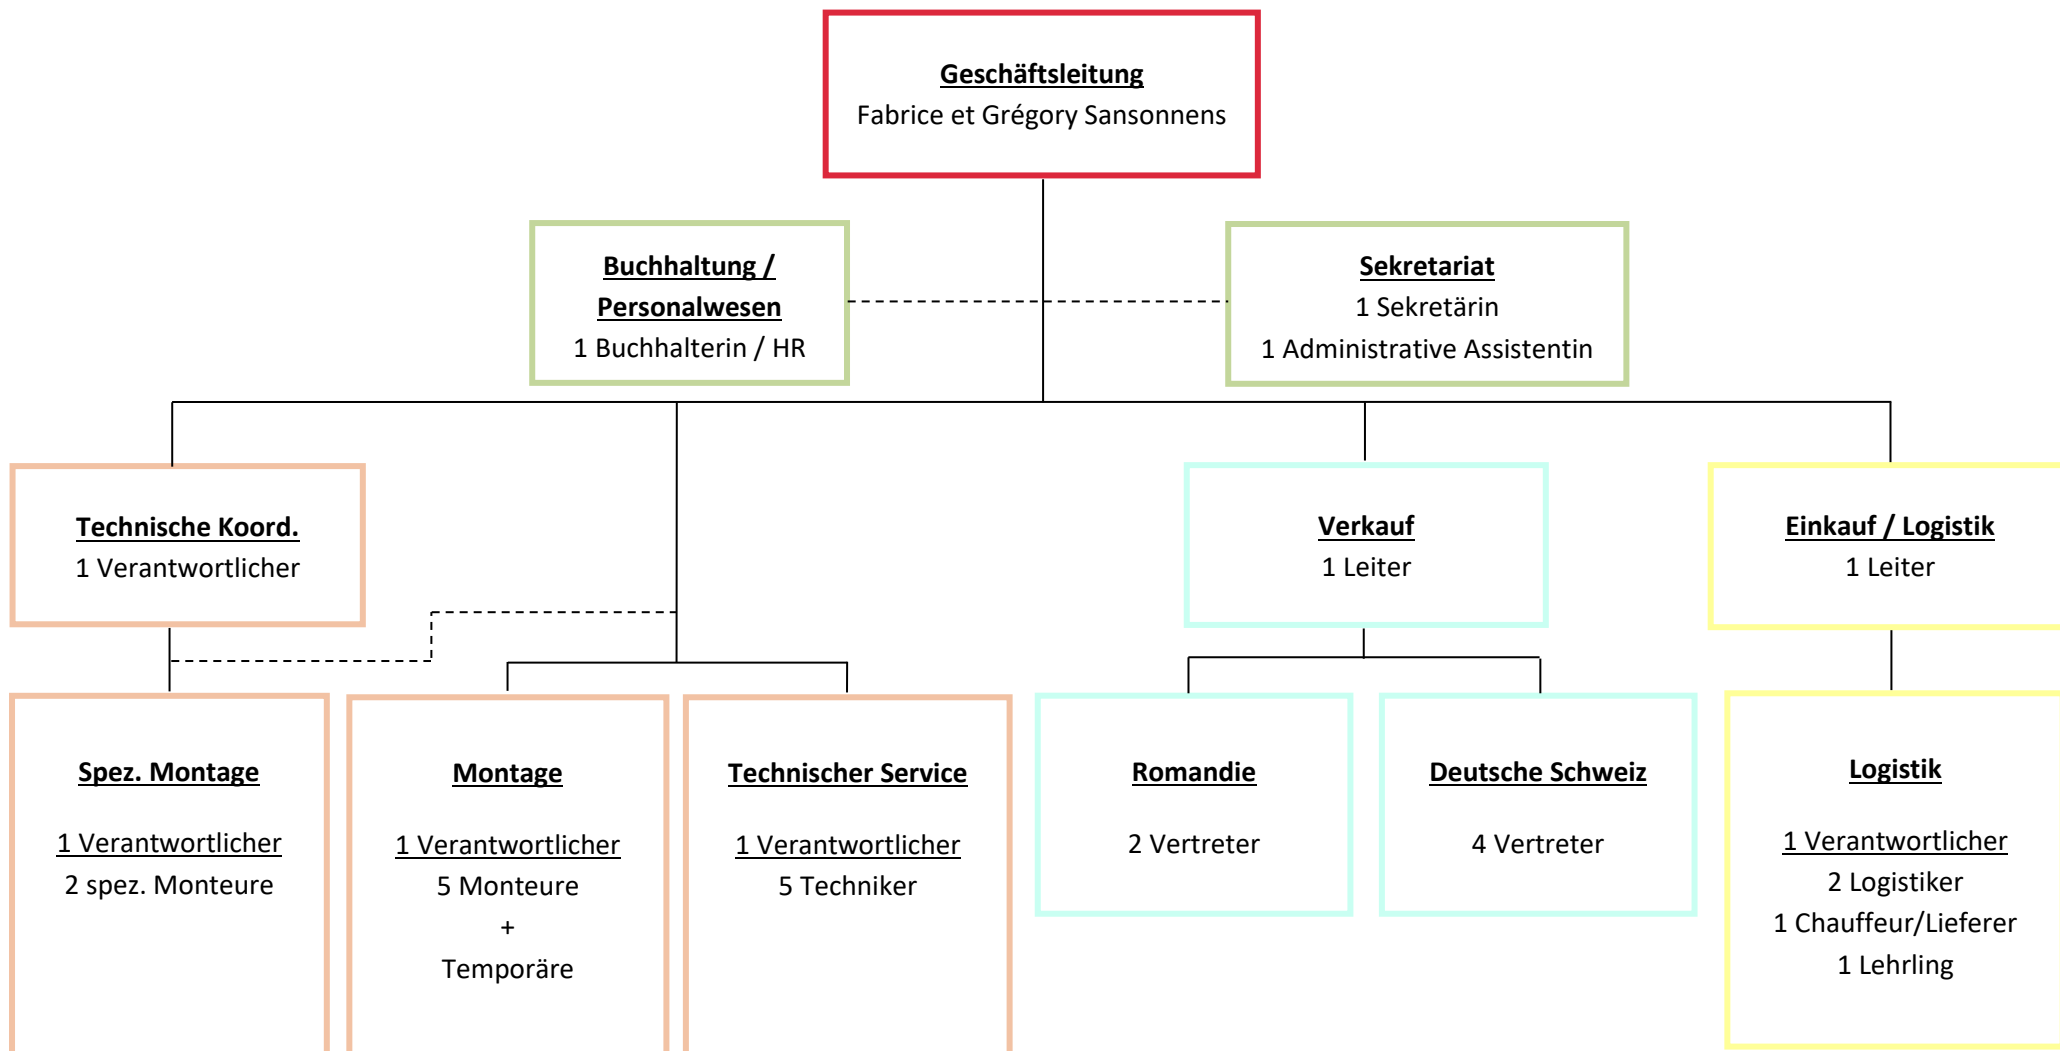 Geschäftsleitung
Fabrice et Grégory Sansonnens
Buchhaltung /
Personalwesen
1 Buchhalterin / HR
Sekretariat
1 Sekretärin
1 Administrative Assistentin
Technische Koord.
1 Verantwortlicher
Verkauf
1 Leiter
Einkauf / Logistik
1 Leiter
Spez. Montage
1 Verantwortlicher
2 spez. Monteure
Montage
1 Verantwortlicher
5 Monteure
+
Temporäre
Technischer Service
1 Verantwortlicher
5 Techniker
Romandie
2 Vertreter
Deutsche Schweiz
4 Vertreter
Logistik
1 Verantwortlicher
2 Logistiker
1 Chauffeur/Lieferer
1 Lehrling